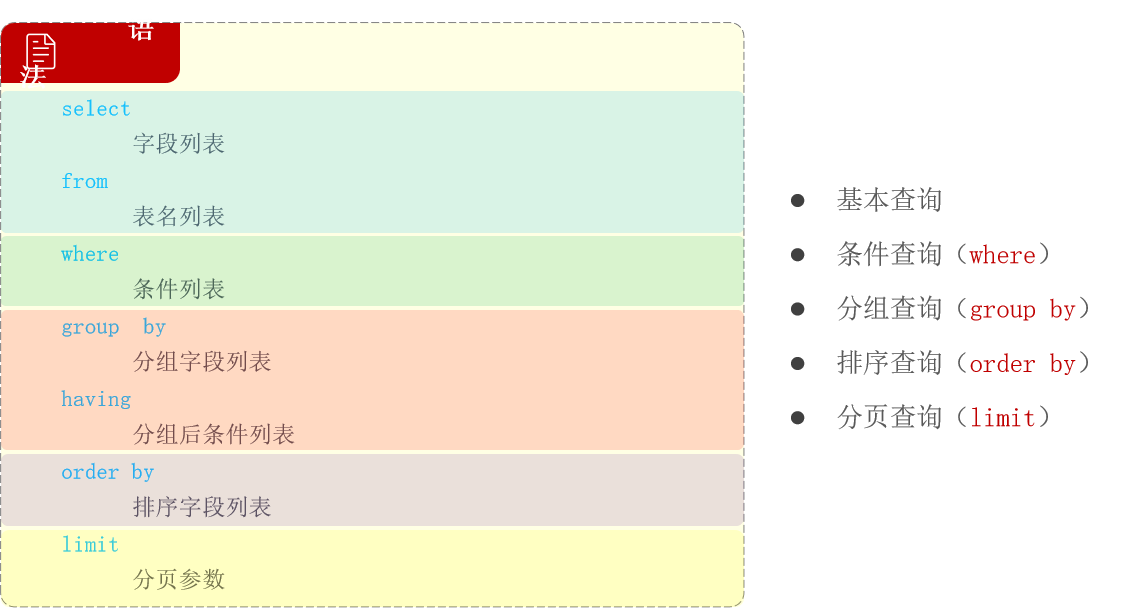 语
法
select
字段列表
from
表名列表
where
条件列表
group  by
分组字段列表
having
分组后条件列表
order by
排序字段列表
limit
分页参数
基本查询
条件查询（where）
分组查询（group by）
排序查询（order by）
分页查询（limit）